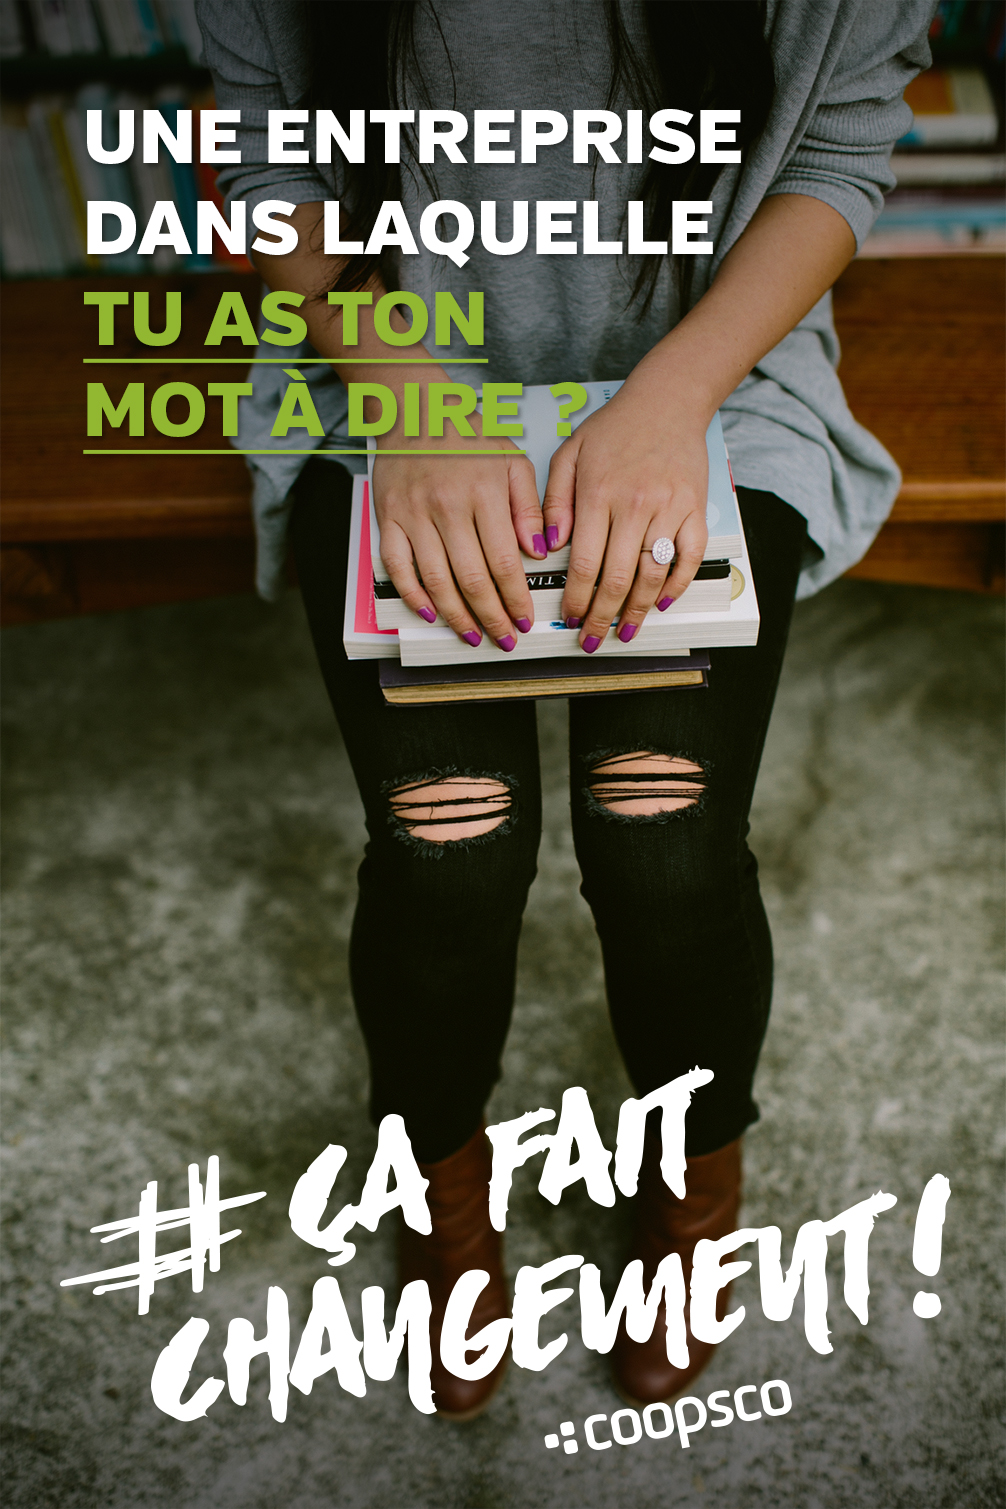 UNE ENTREPRISE
DANS LAQUELLE
TU AS TON
MOT À DIRE ?
# ÇA FAIT
CHANGEMENT !
coopsco